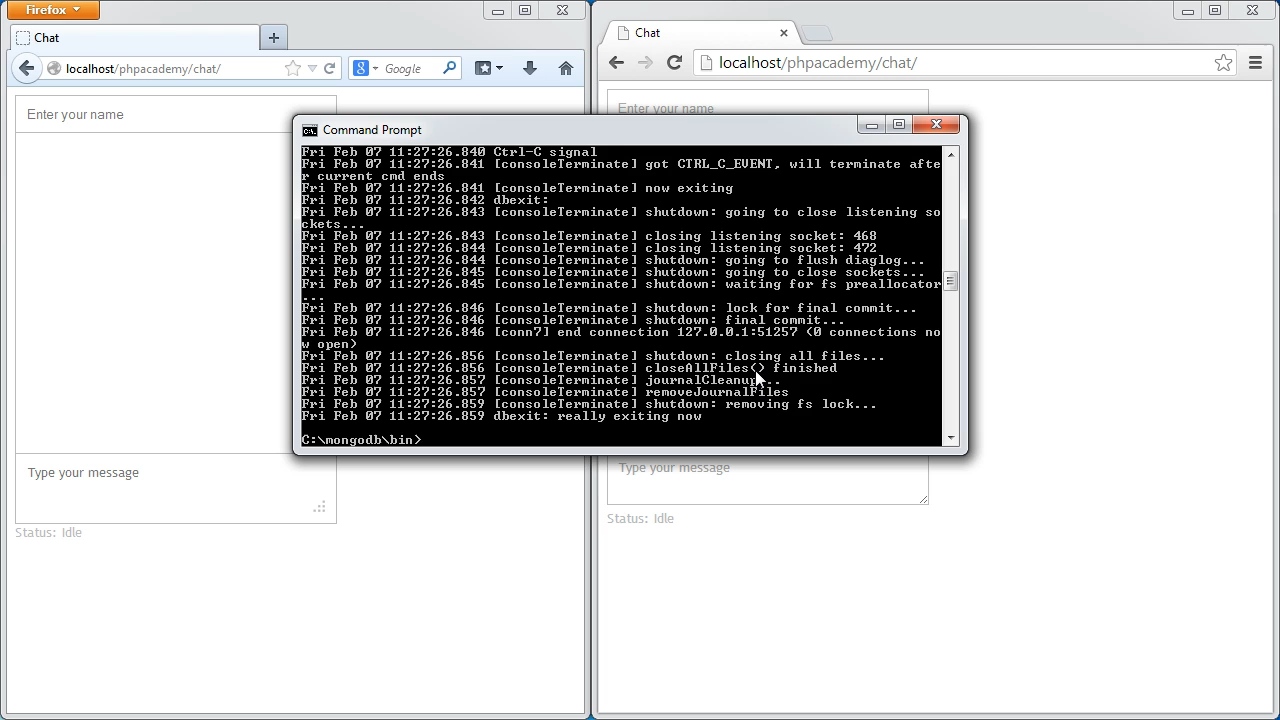 Firefox
Chat
localhost/phpacademy/chat/
Google
Enter your name
Type your message
Status: Idle
Chat
localhost/phpacademy/chat/
Enter your name
Type your message
Status: Idle
Command Prompt
Fri Feb 07 11:27:26.840 Ctrl-C signal
Fri Feb 07 11:27:26.841 [consoleTerminate] got CTRL_C_EVENT, will terminate afte
r current cmd ends
Fri Feb 07 11:27:26.841 [consoleTerminate] now exiting
Fri Feb 07 11:27:26.842 dbexit:
Fri Feb 07 11:27:26.843 [consoleTerminate] shutdown: going to close listening so
ckets...
Fri Feb 07 11:27:26.843 [consoleTerminate] closing listening socket: 468
Fri Feb 07 11:27:26.844 [consoleTerminate] closing listening socket: 472
Fri Feb 07 11:27:26.844 [consoleTerminate] shutdown: going to flush diaglog...
Fri Feb 07 11:27:26.845 [consoleTerminate] shutdown: going to close sockets...
Fri Feb 07 11:27:26.845 [consoleTerminate] shutdown: waiting for fs preallocator
...
Fri Feb 07 11:27:26.846 [consoleTerminate] shutdown: lock for final commit...
Fri Feb 07 11:27:26.846 [consoleTerminate] shutdown: final commit...
Fri Feb 07 11:27:26.846 [conn7] end connection 127.0.0.1:51257 (0 connections no
w open)
Fri Feb 07 11:27:26.856 [consoleTerminate] shutdown: closing all files...
Fri Feb 07 11:27:26.856 [consoleTerminate] closeAllFiles() finished
Fri Feb 07 11:27:26.857 [consoleTerminate] journalCleanup...
Fri Feb 07 11:27:26.857 [consoleTerminate] removeJournalFiles
Fri Feb 07 11:27:26.859 [consoleTerminate] shutdown: removing fs lock...
Fri Feb 07 11:27:26.859 dbexit: really exiting now
C:\mongodb\bin>